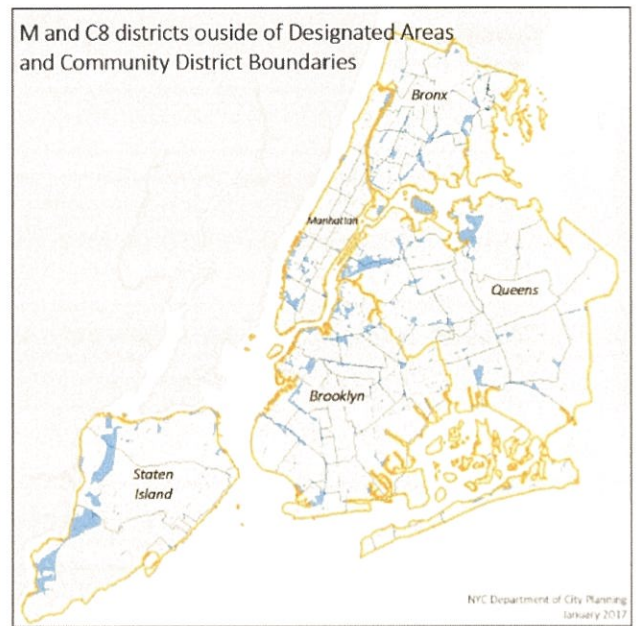 M and C8 districts ouside of Designated Areas
and Community District Boundaries
Bronx
Manhattan
Queens
Brooklyn
Staten
Island
NYC Department of City Planning
January 2017